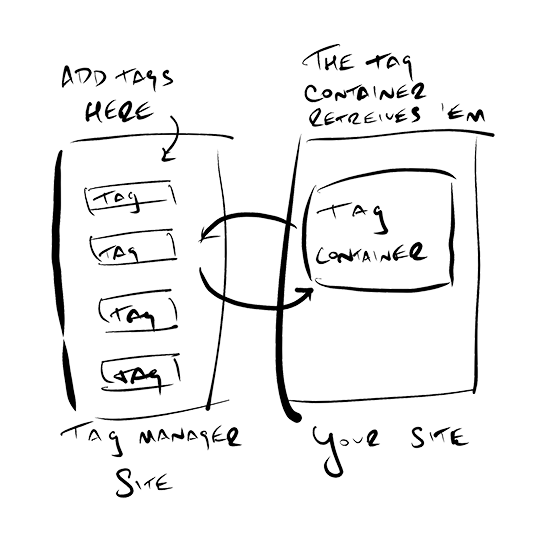 ADD TAGS
HERE
TAG
TAG
TAG
TAG
TAG MANAGER
SITE
THE TAG
CONTAINER
RETREIVES 'EM
TAG
CONTAINER
YOUR SITE